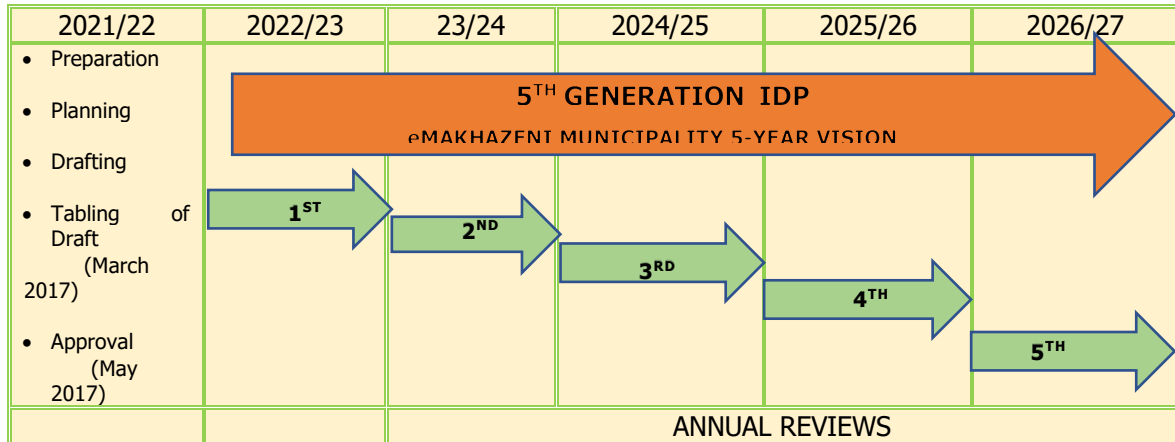 2021/22 2022/23 23/24 2024/25 2025/26 2026/27
• Preparation
• Planning
• Drafting
• Tabling of
Draft
(March
2017)
• Approval
(May
2017)
5TH GENERATION IDP
eMAKHAZENI MUNICIPALITY 5-YEAR VISION
1ST
2ND
3RD
4TH
5TH
ANNUAL REVIEWS